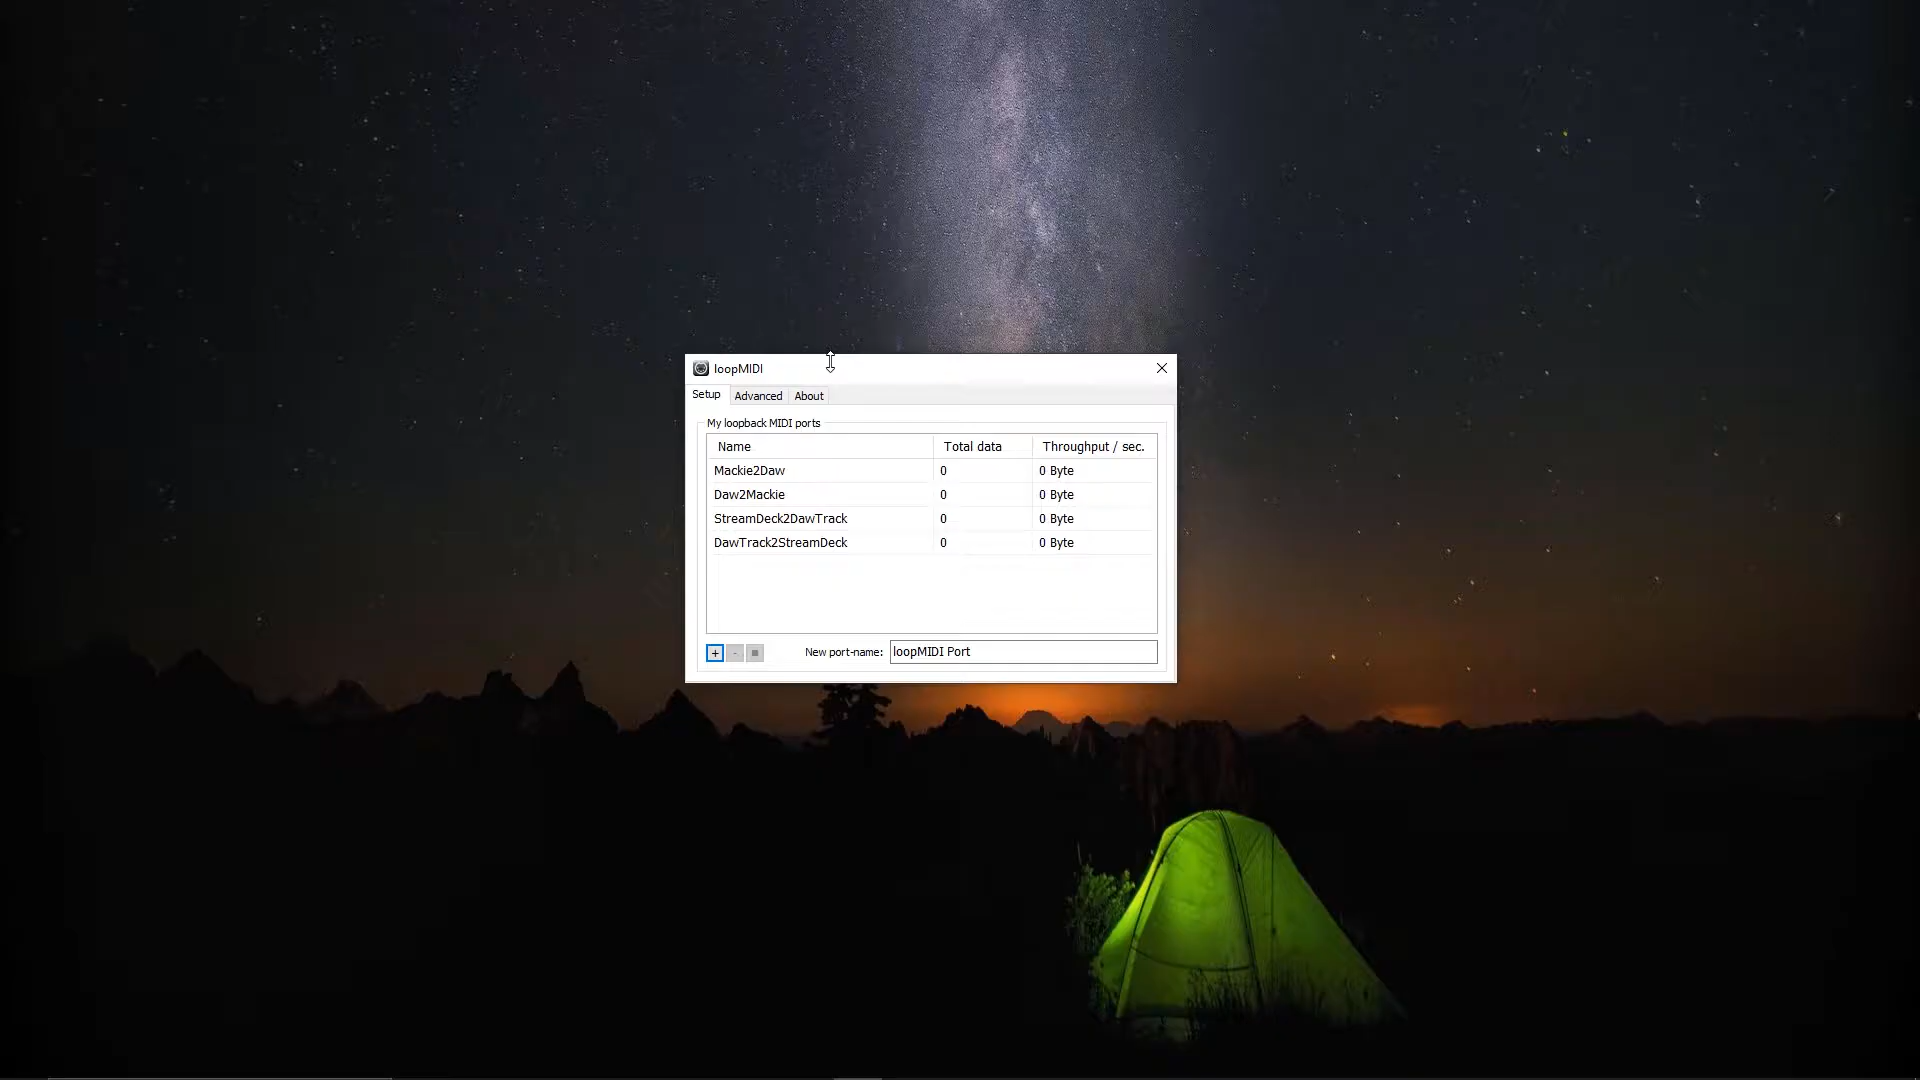 loopMIDI
Setup Advanced About
My loopback MIDI ports
Name Total data Throughput / sec.
Mackie2Daw 0 0 Byte
Daw2Mackie 0 0 Byte
StreamDeck2DawTrack 0 0 Byte
DawTrack2StreamDeck 0 0 Byte
+ - New port-name: loopMIDI Port